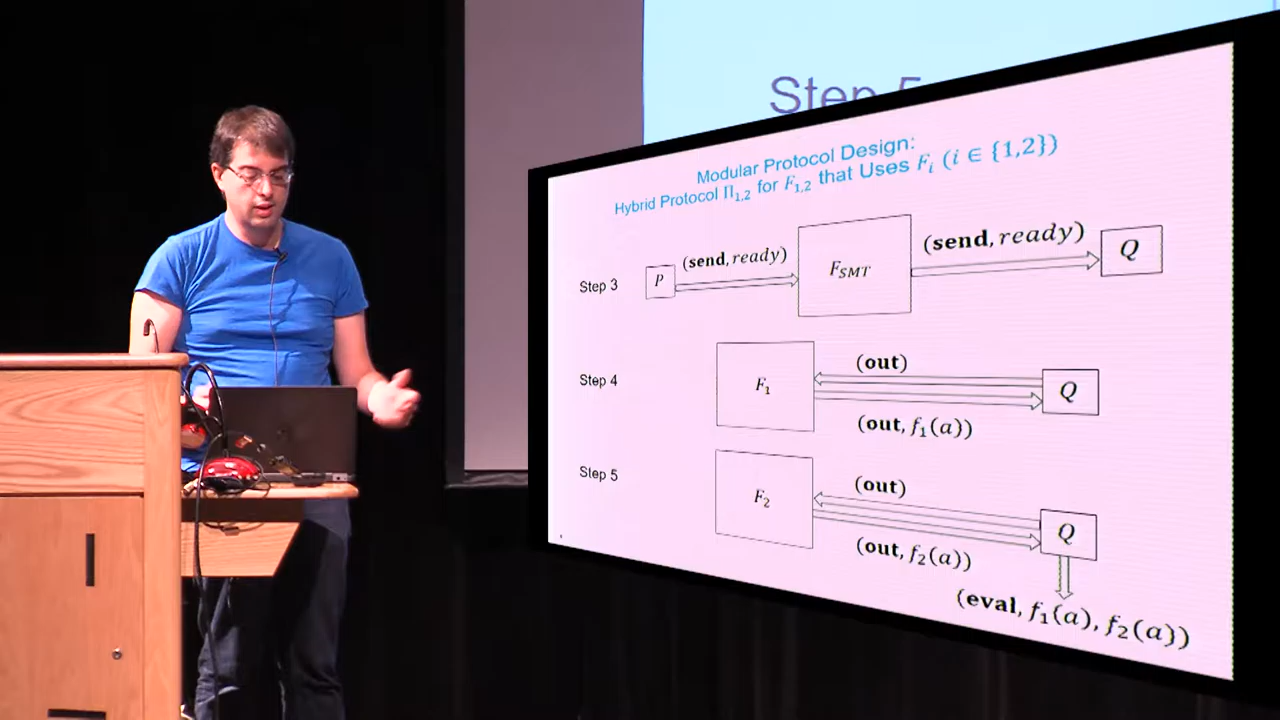 Step 5
Modular Protocol Design:
Hybrid Protocol Π₁,₂ for F₁,₂ that Uses Fᵢ (i ∈ {1,2})
Step 3
P
(send, ready)
F_SMT
(send, ready)
Q
Step 4
F₁
(out)
(out, f₁(a))
Q
Step 5
F₂
(out)
(out, f₂(a))
Q
(eval, f₁(a), f₂(a))